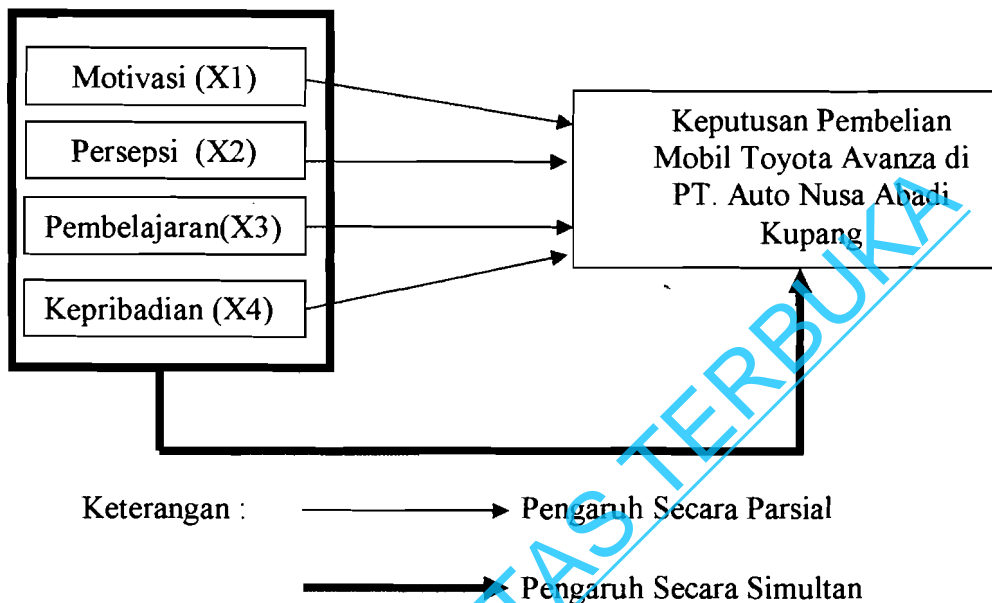 Motivasi (X1)
Persepsi (X2)
Pembelajaran(X3)
Kepribadian (X4)
Keputusan Pembelian
Mobil Toyota Avanza di
PT. Auto Nusa Abadi
Kupang
Keterangan :
Pengaruh Secara Parsial
Pengaruh Secara Simultan
TAS TERBUKA